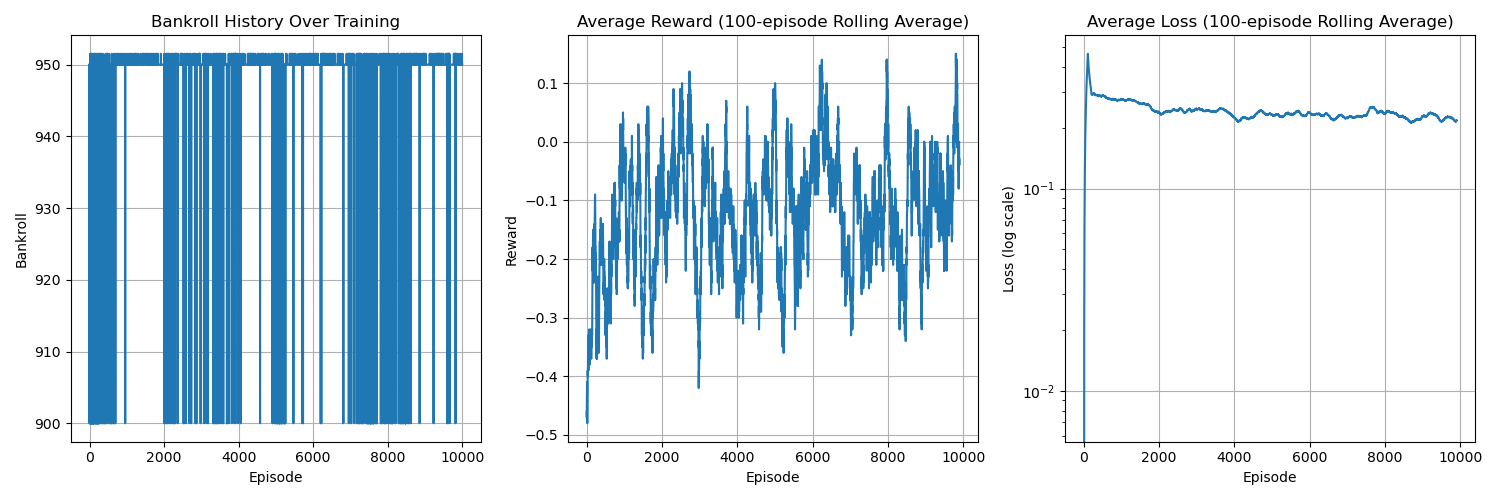 Bankroll History Over Training
Bankroll
950
940
930
920
910
900
0 2000 4000 6000 8000 10000
Episode
Average Reward (100-episode Rolling Average)
Reward
0.1
0.0
−0.1
−0.2
−0.3
−0.4
−0.5
0 2000 4000 6000 8000 10000
Episode
Average Loss (100-episode Rolling Average)
Loss (log scale)
10⁻¹
10⁻²
0 2000 4000 6000 8000 10000
Episode